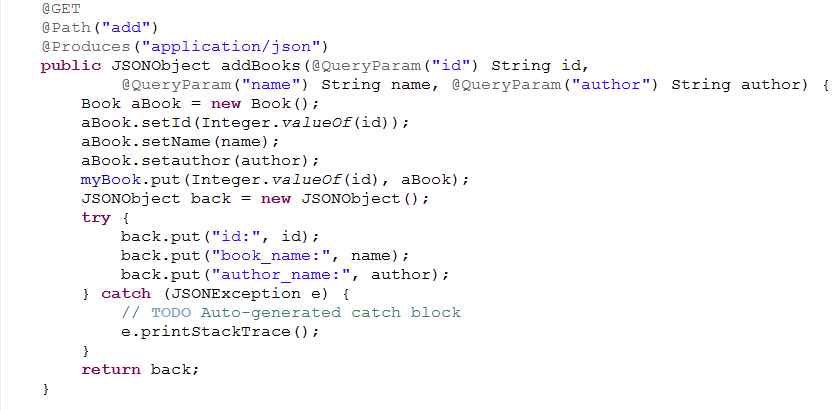 @GET
@Path("add")
@Produces("application/json")
public JSONObject addBooks(@QueryParam("id") String id,
@QueryParam("name") String name, @QueryParam("author") String author) {
Book aBook = new Book();
aBook.setId(Integer.valueOf(id));
aBook.setName(name);
aBook.setauthor(author);
myBook.put(Integer.valueOf(id), aBook);
JSONObject back = new JSONObject();
try {
back.put("id:", id);
back.put("book_name:", name);
back.put("author_name:", author);
} catch (JSONException e) {
// TODO Auto-generated catch block
e.printStackTrace();
}
return back;
}